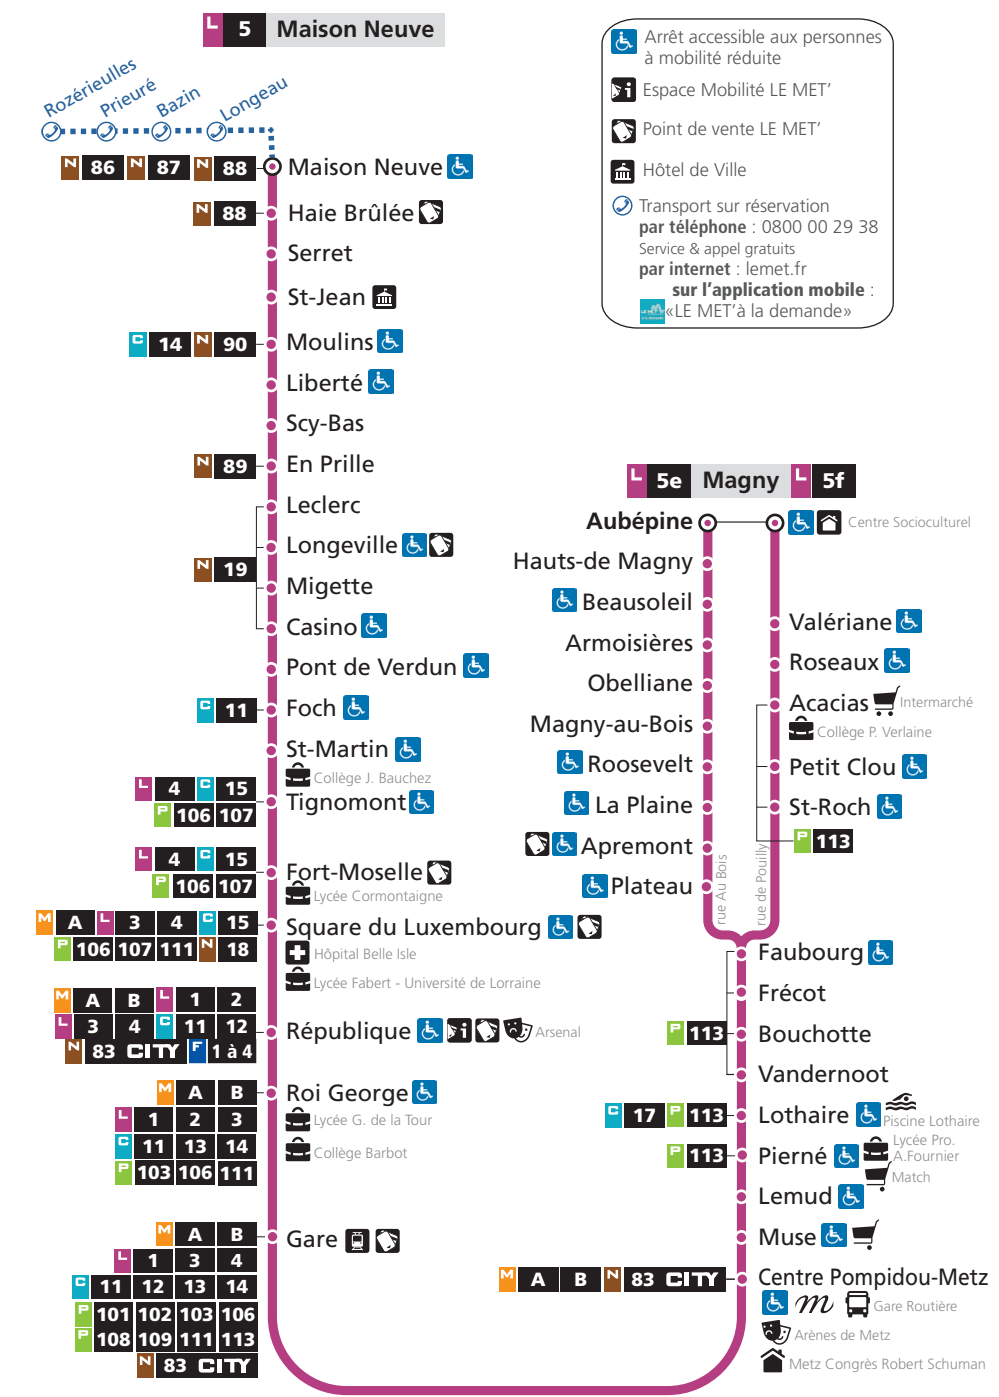 L 5 Maison Neuve
Rozérieulles
Prieuré
Bazin
Longeau
N 86 N 87 N 88 Maison Neuve
N 88 Haie Brûlée
Serret
St-Jean
C 14 N 90 Moulins
Liberté
Scy-Bas
N 89 En Prille
Leclerc
Longeville
N 19
Migette
Casino
Pont de Verdun
C 11 Foch
St-Martin
Collège J. Bauchez
L 4 C 15
P 106 107
Tignomont
L 4 C 15
P 106 107
Fort-Moselle
Lycée Cormontaigne
M A L 3 4 C 15
P 106 107 111 N 18
Square du Luxembourg
Hôpital Belle Isle
Lycée Fabert - Université de Lorraine
M A B L 1 2
L 3 4 C 11 12
N 83 CITY F 1 à 4
République i Arsenal
M A B
L 1 2 3
C 11 13 14
P 103 106 111
Roi George
Lycée G. de la Tour
Collège Barbot
M A B
L 1 3 4
C 11 12 13 14
P 101 102 103 106
P 108 109 111 113
N 83 CITY
Gare
Arrêt accessible aux personnes
à mobilité réduite
i Espace Mobilité LE MET’
Point de vente LE MET’
Hôtel de Ville
Transport sur réservation
par téléphone : 0800 00 29 38
Service & appel gratuits
par internet : lemet.fr
sur l’application mobile :
«LE MET’à la demande»
L 5e Magny L 5f
Aubépine
Centre Socioculturel
Hauts-de Magny
Beausoleil
Armoisières
Obelliane
Magny-au-Bois
Roosevelt
La Plaine
Apremont
Plateau
rue Au Bois
rue de Pouilly
Valériane
Roseaux
Acacias Intermarché
Collège P. Verlaine
Petit Clou
St-Roch
P 113
Faubourg
Frécot
P 113 Bouchotte
Vandernoot
C 17 P 113 Lothaire
Piscine Lothaire
P 113 Pierné
Lycée Pro.
A.Fournier
Match
Lemud
Muse
M A B N 83 CITY Centre Pompidou-Metz
m Gare Routière
Arènes de Metz
Metz Congrès Robert Schuman